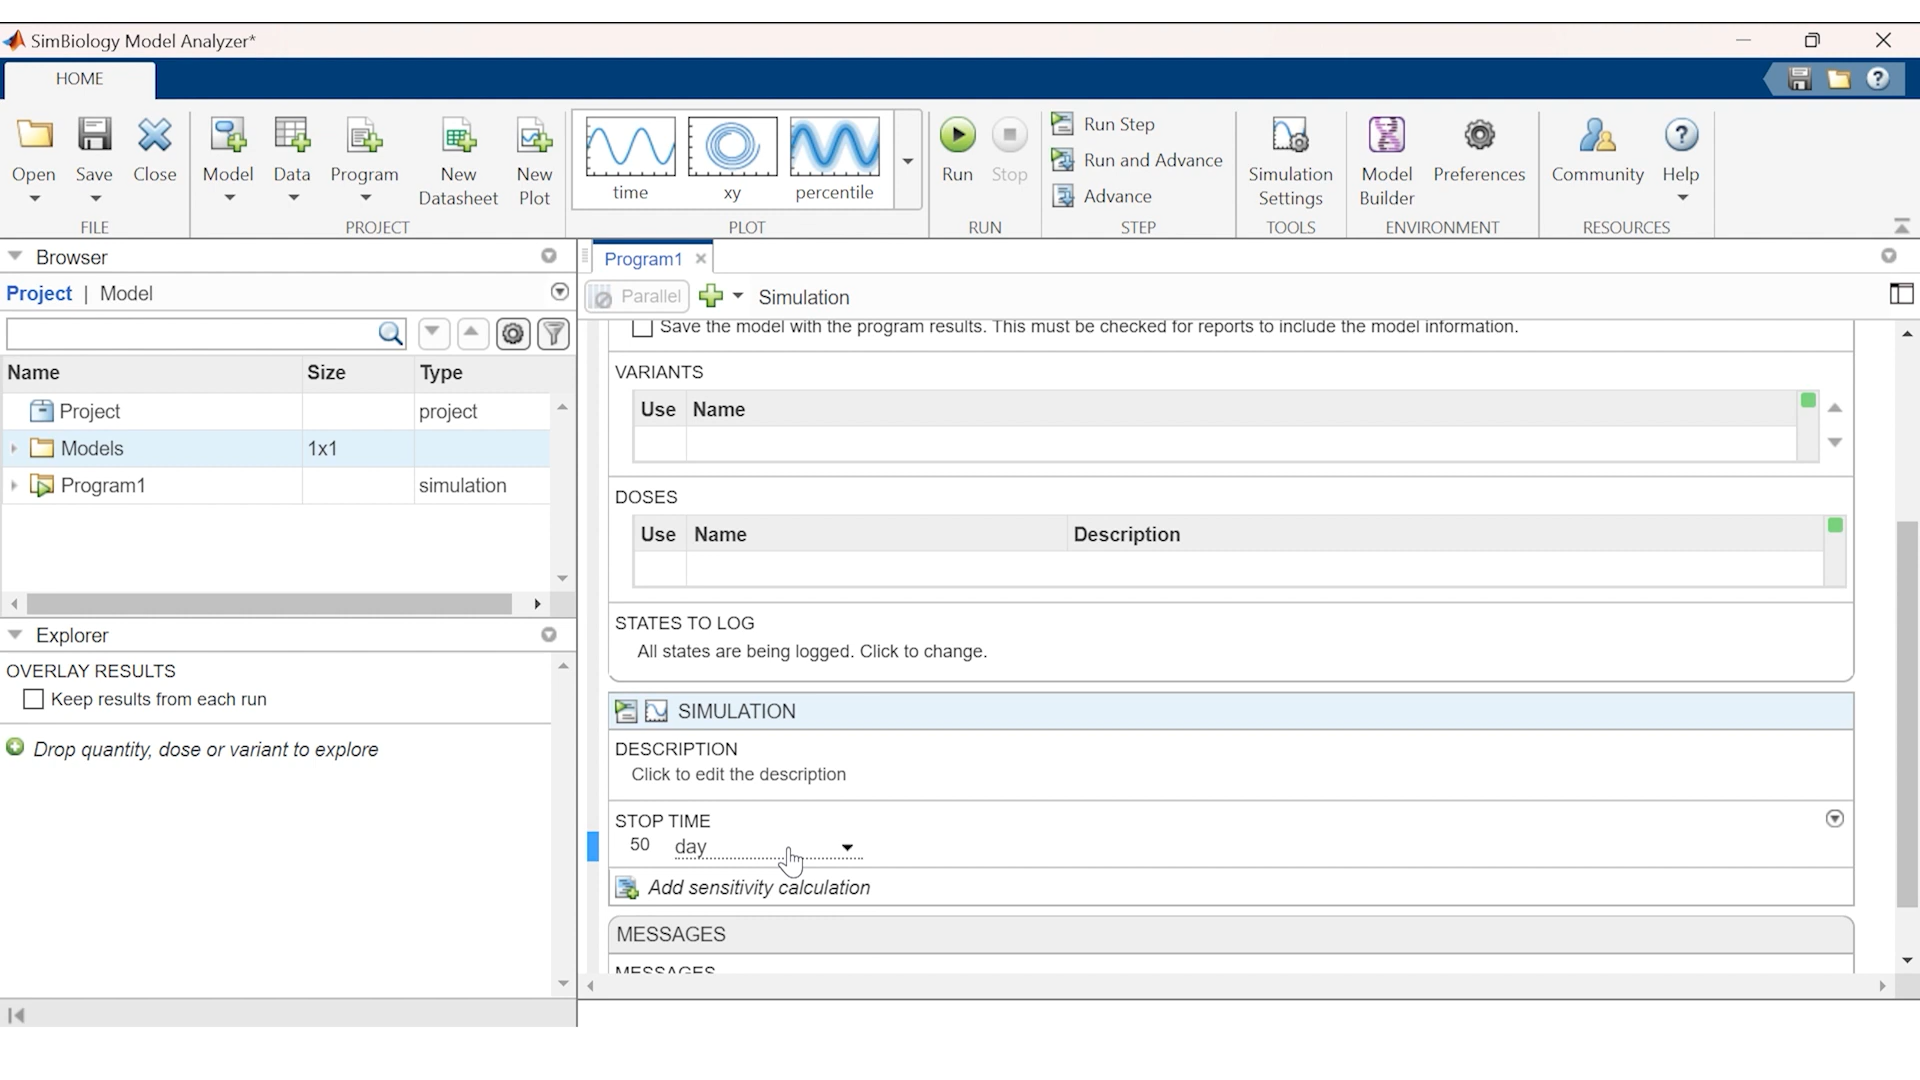 SimBiology Model Analyzer*
HOME
Open Save Close Model Data Program New Datasheet New Plot time xy percentile Run Stop Run Step Run and Advance Advance Simulation Settings Model Builder Preferences Community Help
FILE PROJECT PLOT RUN STEP TOOLS ENVIRONMENT RESOURCES
Browser
Project | Model
Name Size Type
Project project
Models 1x1
Program1 simulation
Explorer
OVERLAY RESULTS
Keep results from each run
Drop quantity, dose or variant to explore
Program1
Parallel Simulation
Save the model with the program results. This must be checked for reports to include the model information.
VARIANTS
Use Name
DOSES
Use Name Description
STATES TO LOG
All states are being logged. Click to change.
SIMULATION
DESCRIPTION
Click to edit the description
STOP TIME
50 day
Add sensitivity calculation
MESSAGES
MESSAGES